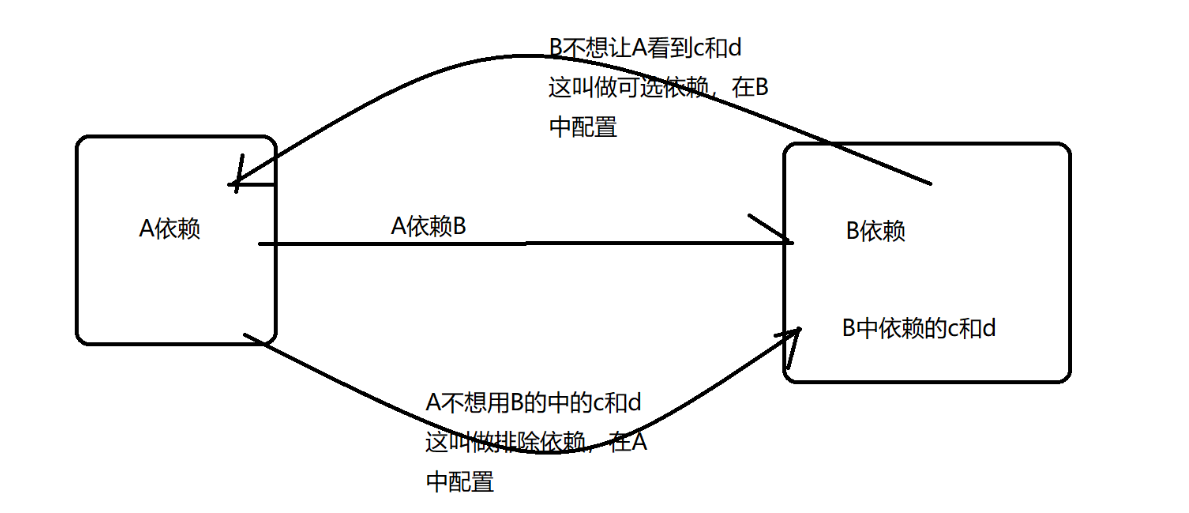 B不想让A看到c和d
这叫做可选依赖，在B
中配置
A依赖
A依赖B
B依赖
B中依赖的c和d
A不想用B的中的c和d
这叫做排除依赖，在A
中配置